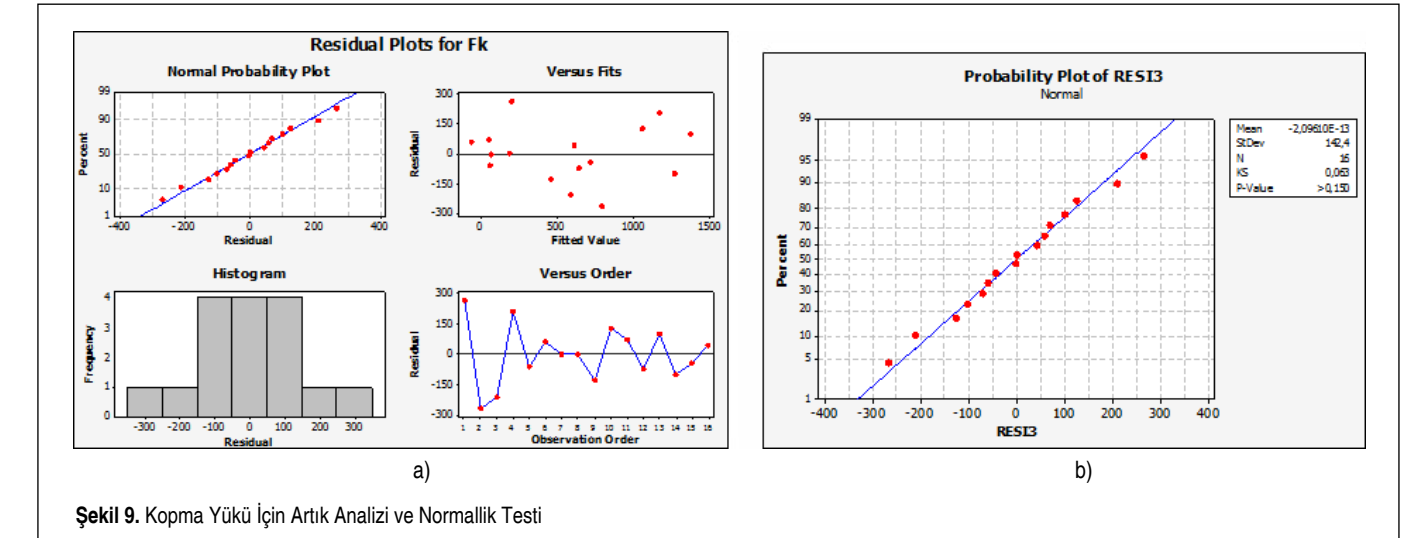 Residual Plots for Fk
Normal Probability Plot
99
90
50
10
1
Percent
-400 -200 0 200 400
Residual
Versus Fits
300
150
0
-150
-300
Residual
0 500 1000 1500
Fitted Value
Histogram
4
3
2
1
0
Frequency
-300 -200 -100 0 100 200 300
Residual
Versus Order
300
150
0
-150
-300
Residual
1 2 3 4 5 6 7 8 9 10 11 12 13 14 15 16
Observation Order
a)
Probability Plot of RESI3
Normal
99
95
90
80
70
60
50
40
30
20
10
5
1
Percent
-400 -300 -200 -100 0 100 200 300 400
RESI3
Mean -2,09610E-13
StDev 142,4
N 16
KS 0,063
P-Value >0,150
b)
Şekil 9. Kopma Yükü İçin Artık Analizi ve Normallik Testi